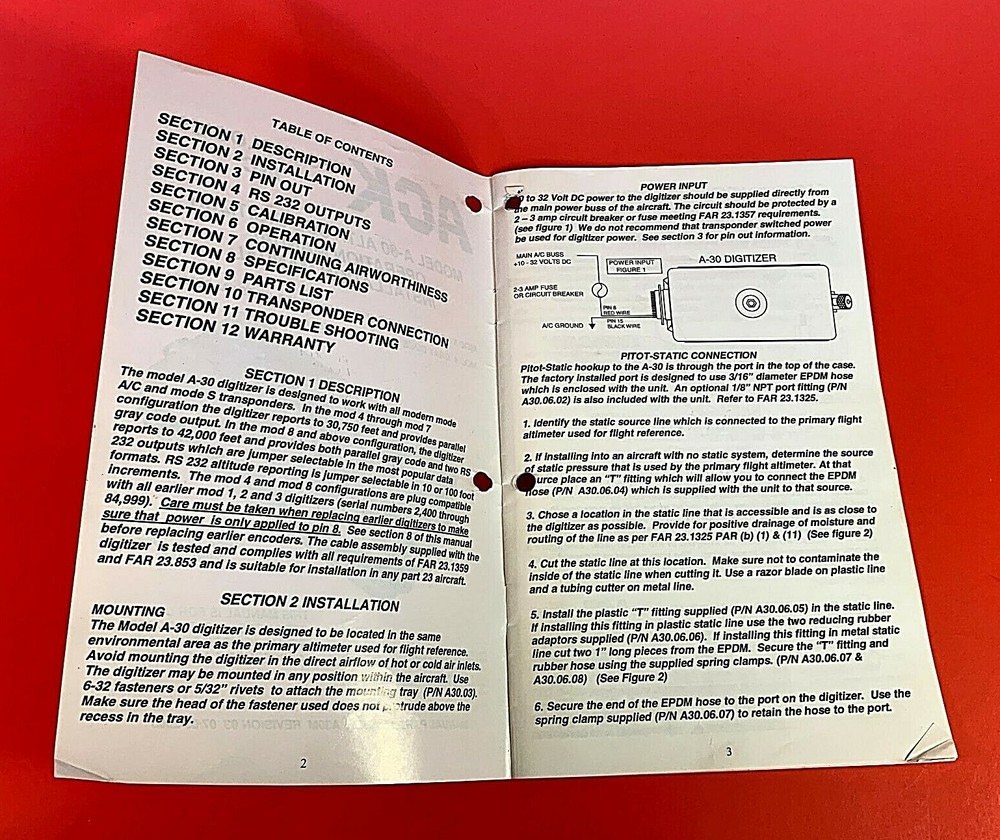 TABLE OF CONTENTS
SECTION 1 DESCRIPTION
SECTION 2 INSTALLATION
SECTION 3 PIN OUT
SECTION 4 RS 232 OUTPUTS
SECTION 5 CALIBRATION
SECTION 6 OPERATION
SECTION 7 CONTINUING AIRWORTHINESS
SECTION 8 SPECIFICATIONS
SECTION 9 PARTS LIST
SECTION 10 TRANSPONDER CONNECTION
SECTION 11 TROUBLE SHOOTING
SECTION 12 WARRANTY
SECTION 1 DESCRIPTION
The model A-30 digitizer is designed to work with all modern mode
A/C and mode S transponders. In the mod 4 through mod 7
configuration the digitizer reports to 30,750 feet and provides parallel
gray code output. In the mod 8 and above configuration, the digitizer
reports to 42,000 feet and provides both parallel gray code and two RS
232 outputs which are jumper selectable in the most popular data
formats. RS 232 altitude reporting is jumper selectable in 10 or 100 foot
increments. The mod 4 and mod 8 configurations are plug compatible
with all earlier mod 1, 2 and 3 digitizers (serial numbers 2,400 through
84,999). Care must be taken when replacing earlier digitizers to make
sure that power is only applied to pin 8. See section 8 of this manual
before replacing earlier encoders. The cable assembly supplied with the
digitizer is tested and complies with all requirements of FAR 23.1359
and FAR 23.853 and is suitable for installation in any part 23 aircraft.
SECTION 2 INSTALLATION
MOUNTING
The Model A-30 digitizer is designed to be located in the same
environmental area as the primary altimeter used for flight reference.
Avoid mounting the digitizer in the direct airflow of hot or cold air inlets.
The digitizer may be mounted in any position within the aircraft. Use
6-32 fasteners or 5/32" rivets to attach the mounting tray (P/N A30.03).
Make sure the head of the fastener used does not protrude above the
recess in the tray.
2
POWER INPUT
to 32 Volt DC power to the digitizer should be supplied directly from
the main power buss of the aircraft. The circuit should be protected by a
2 – 3 amp circuit breaker or fuse meeting FAR 23.1357 requirements.
(see figure 1) We do not recommend that transponder switched power
be used for digitizer power. See section 3 for pin out information.
MAIN A/C BUSS
+10 - 32 VOLTS DC
POWER INPUT
FIGURE 1
A-30 DIGITIZER
2-3 AMP FUSE
OR CIRCUIT BREAKER
PIN 8
RED WIRE
A/C GROUND
PIN 15
BLACK WIRE
PITOT-STATIC CONNECTION
Pitot-Static hookup to the A-30 is through the port in the top of the case.
The factory installed port is designed to use 3/16" diameter EPDM hose
which is enclosed with the unit. An optional 1/8" NPT port fitting (P/N
A30.06.02) is also included with the unit. Refer to FAR 23.1325.
1. Identify the static source line which is connected to the primary flight
altimeter used for flight reference.
2. If installing into an aircraft with no static system, determine the source
of static pressure that is used by the primary flight altimeter. At that
source place an "T" fitting which will allow you to connect the EPDM
hose (P/N A30.06.04) which is supplied with the unit to that source.
3. Chose a location in the static line that is accessible and is as close to
the digitizer as possible. Provide for positive drainage of moisture and
routing of the line as per FAR 23.1325 PAR (b) (1) & (11) (See figure 2)
4. Cut the static line at this location. Make sure not to contaminate the
inside of the static line when cutting it. Use a razor blade on plastic line
and a tubing cutter on metal line.
5. Install the plastic "T" fitting supplied (P/N A30.06.05) in the static line.
If installing this fitting in plastic static line use the two reducing rubber
adaptors supplied (P/N A30.06.06). If installing this fitting in metal static
line cut two 1" long pieces from the EPDM. Secure the "T" fitting and
rubber hose using the supplied spring clamps. (P/N A30.06.07 &
A30.06.08) (See Figure 2)
6. Secure the end of the EPDM hose to the port on the digitizer. Use the
spring clamp supplied (P/N A30.06.07) to retain the hose to the port.
3